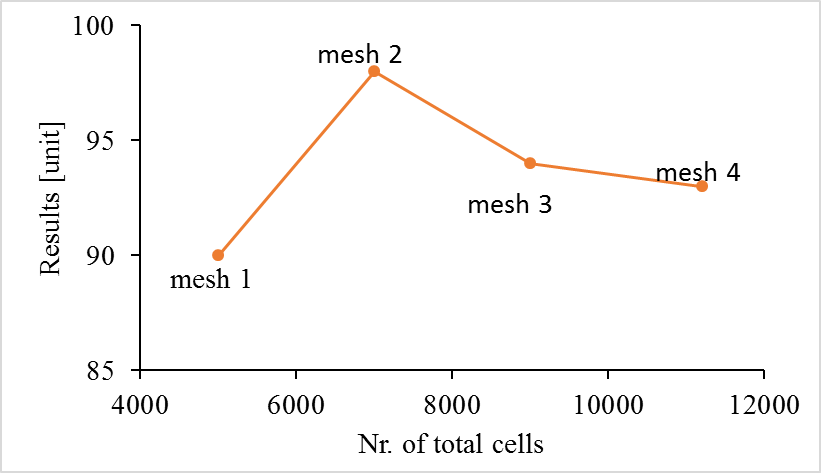 100
95
90
85
Results [unit]
mesh 1
mesh 2
mesh 3
mesh 4
4000
6000
8000
10000
12000
Nr. of total cells